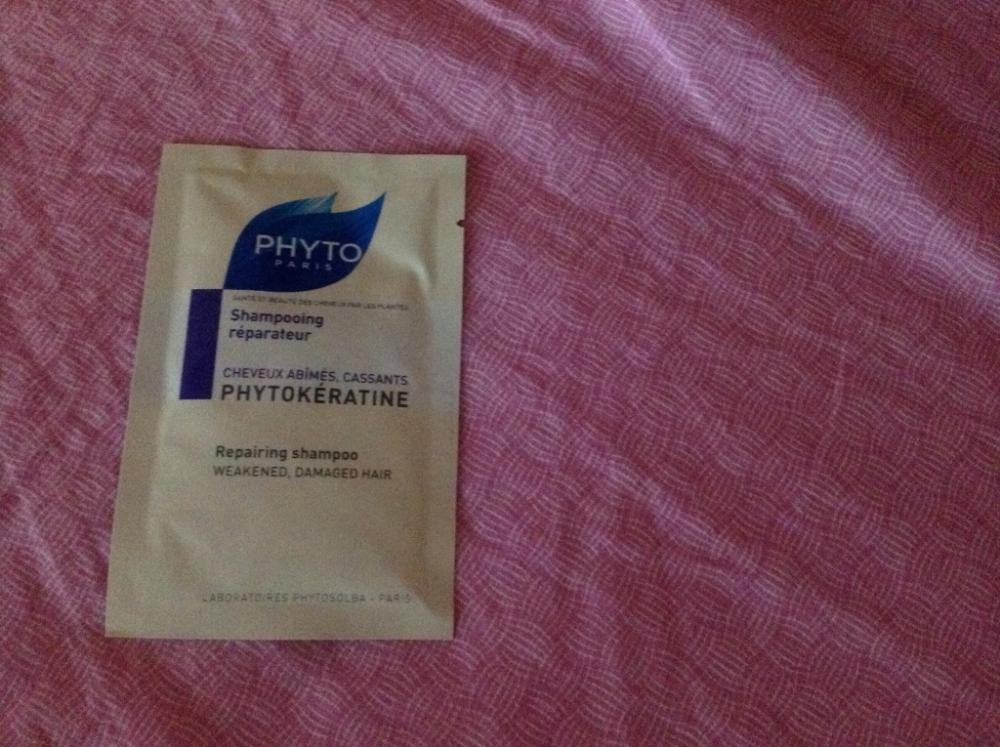 PHYTO
PARIS
SANTÉ ET BEAUTÉ DES CHEVEUX PAR LES PLANTES
Shampooing
réparateur
CHEVEUX ABÎMÉS, CASSANTS
PHYTOKÉRATINE
Repairing shampoo
WEAKENED, DAMAGED HAIR
LABORATOIRES PHYTOSOLBA - PARIS